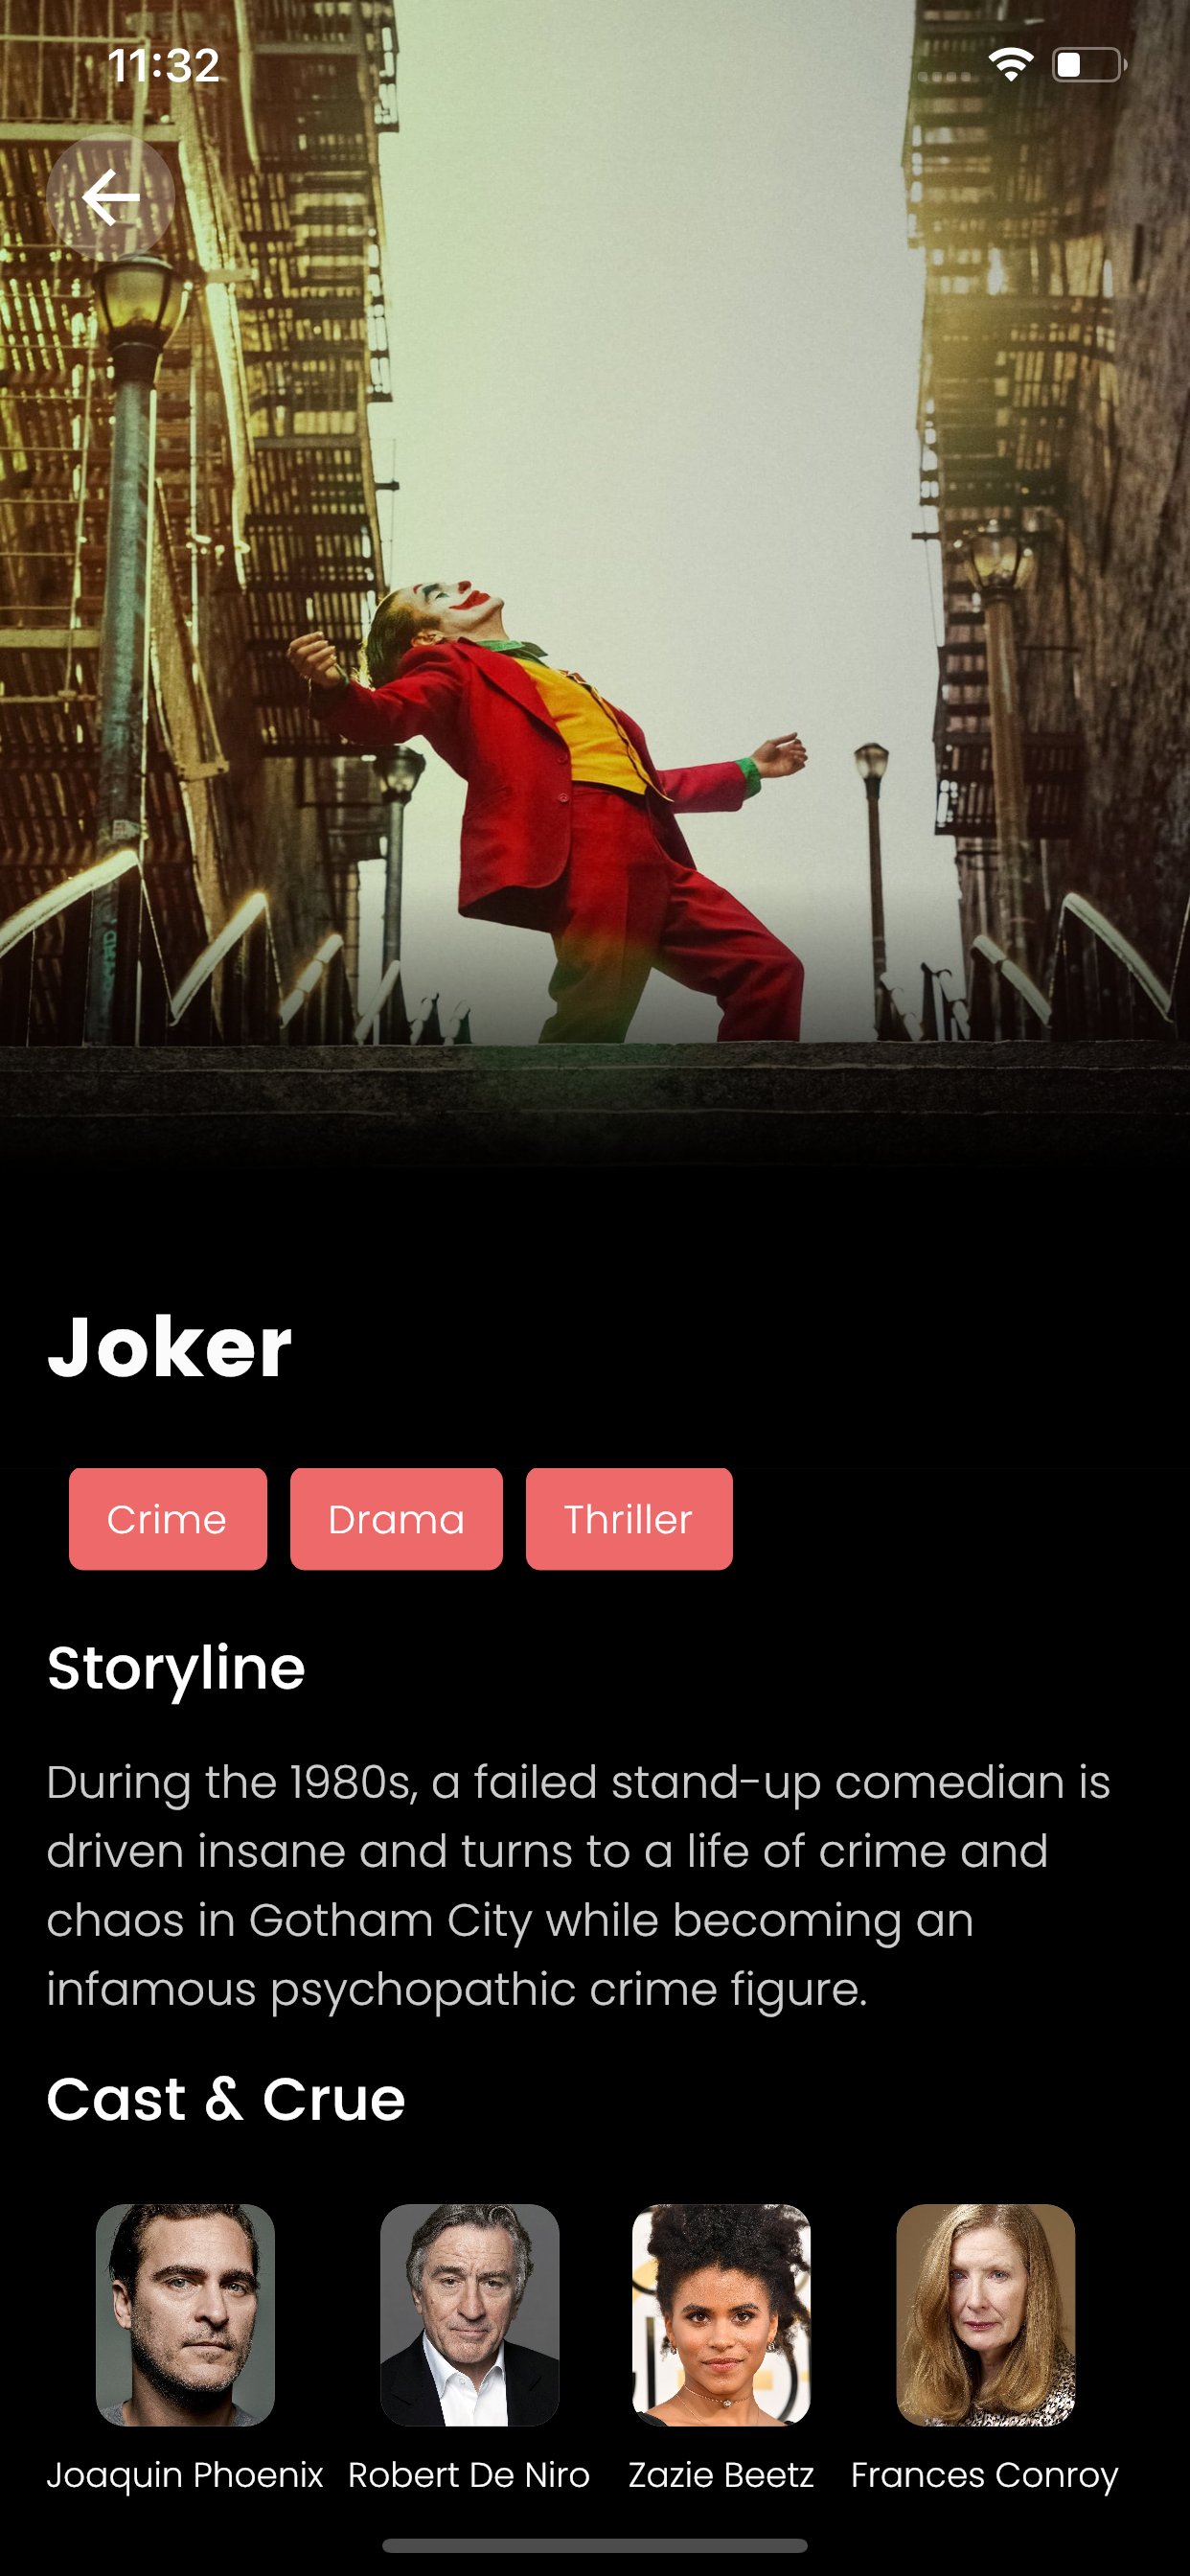 11:32
Joker
Crime Drama Thriller
Storyline
During the 1980s, a failed stand-up comedian is
driven insane and turns to a life of crime and
chaos in Gotham City while becoming an
infamous psychopathic crime figure.
Cast & Crue
Joaquin Phoenix Robert De Niro Zazie Beetz Frances Conroy